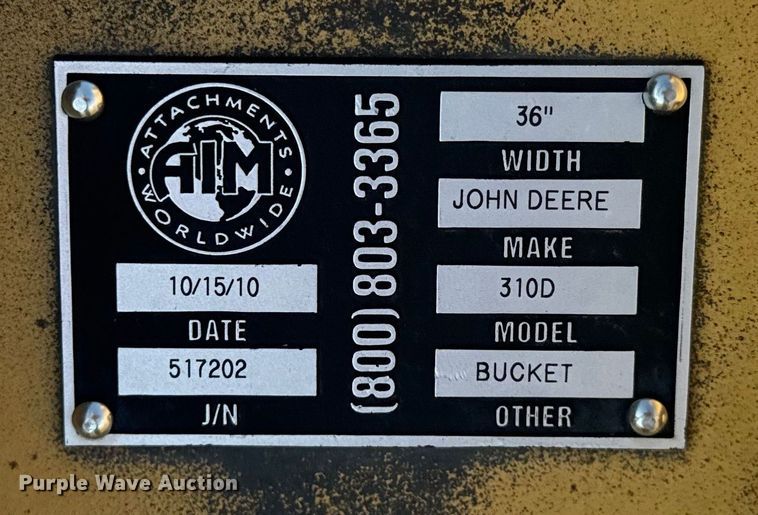 ATTACHMENTS
AIM
WORLDWIDE
10/15/10
DATE
517202
J/N
(800) 803-3365
36"
WIDTH
JOHN DEERE
MAKE
310D
MODEL
BUCKET
OTHER
Purple Wave Auction